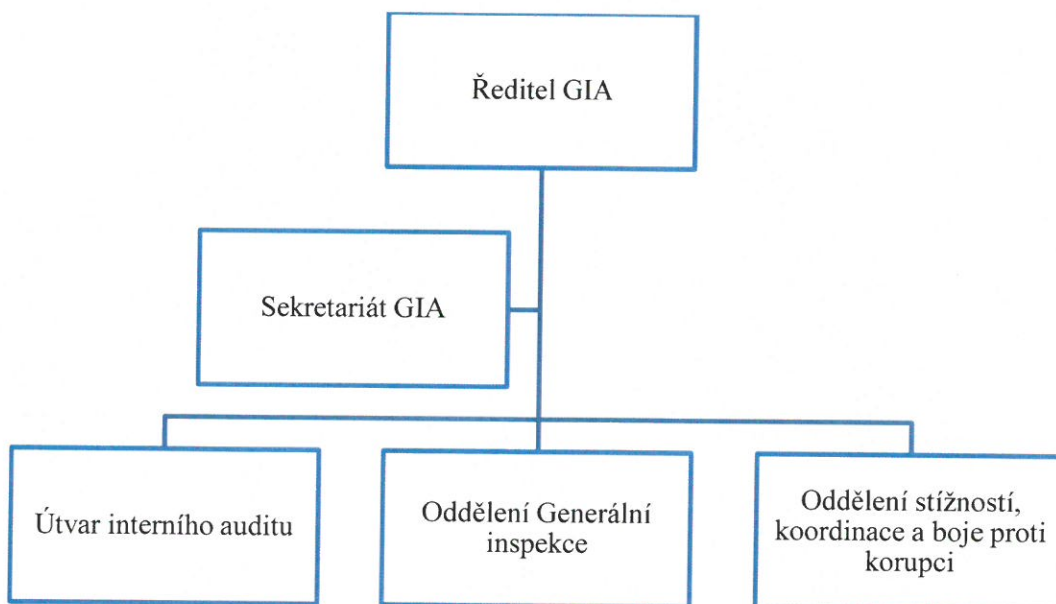 Ředitel GIA
Sekretariát GIA
Útvar interního auditu
Oddělení Generální
inspekce
Oddělení stížností,
koordinace a boje proti
korupci